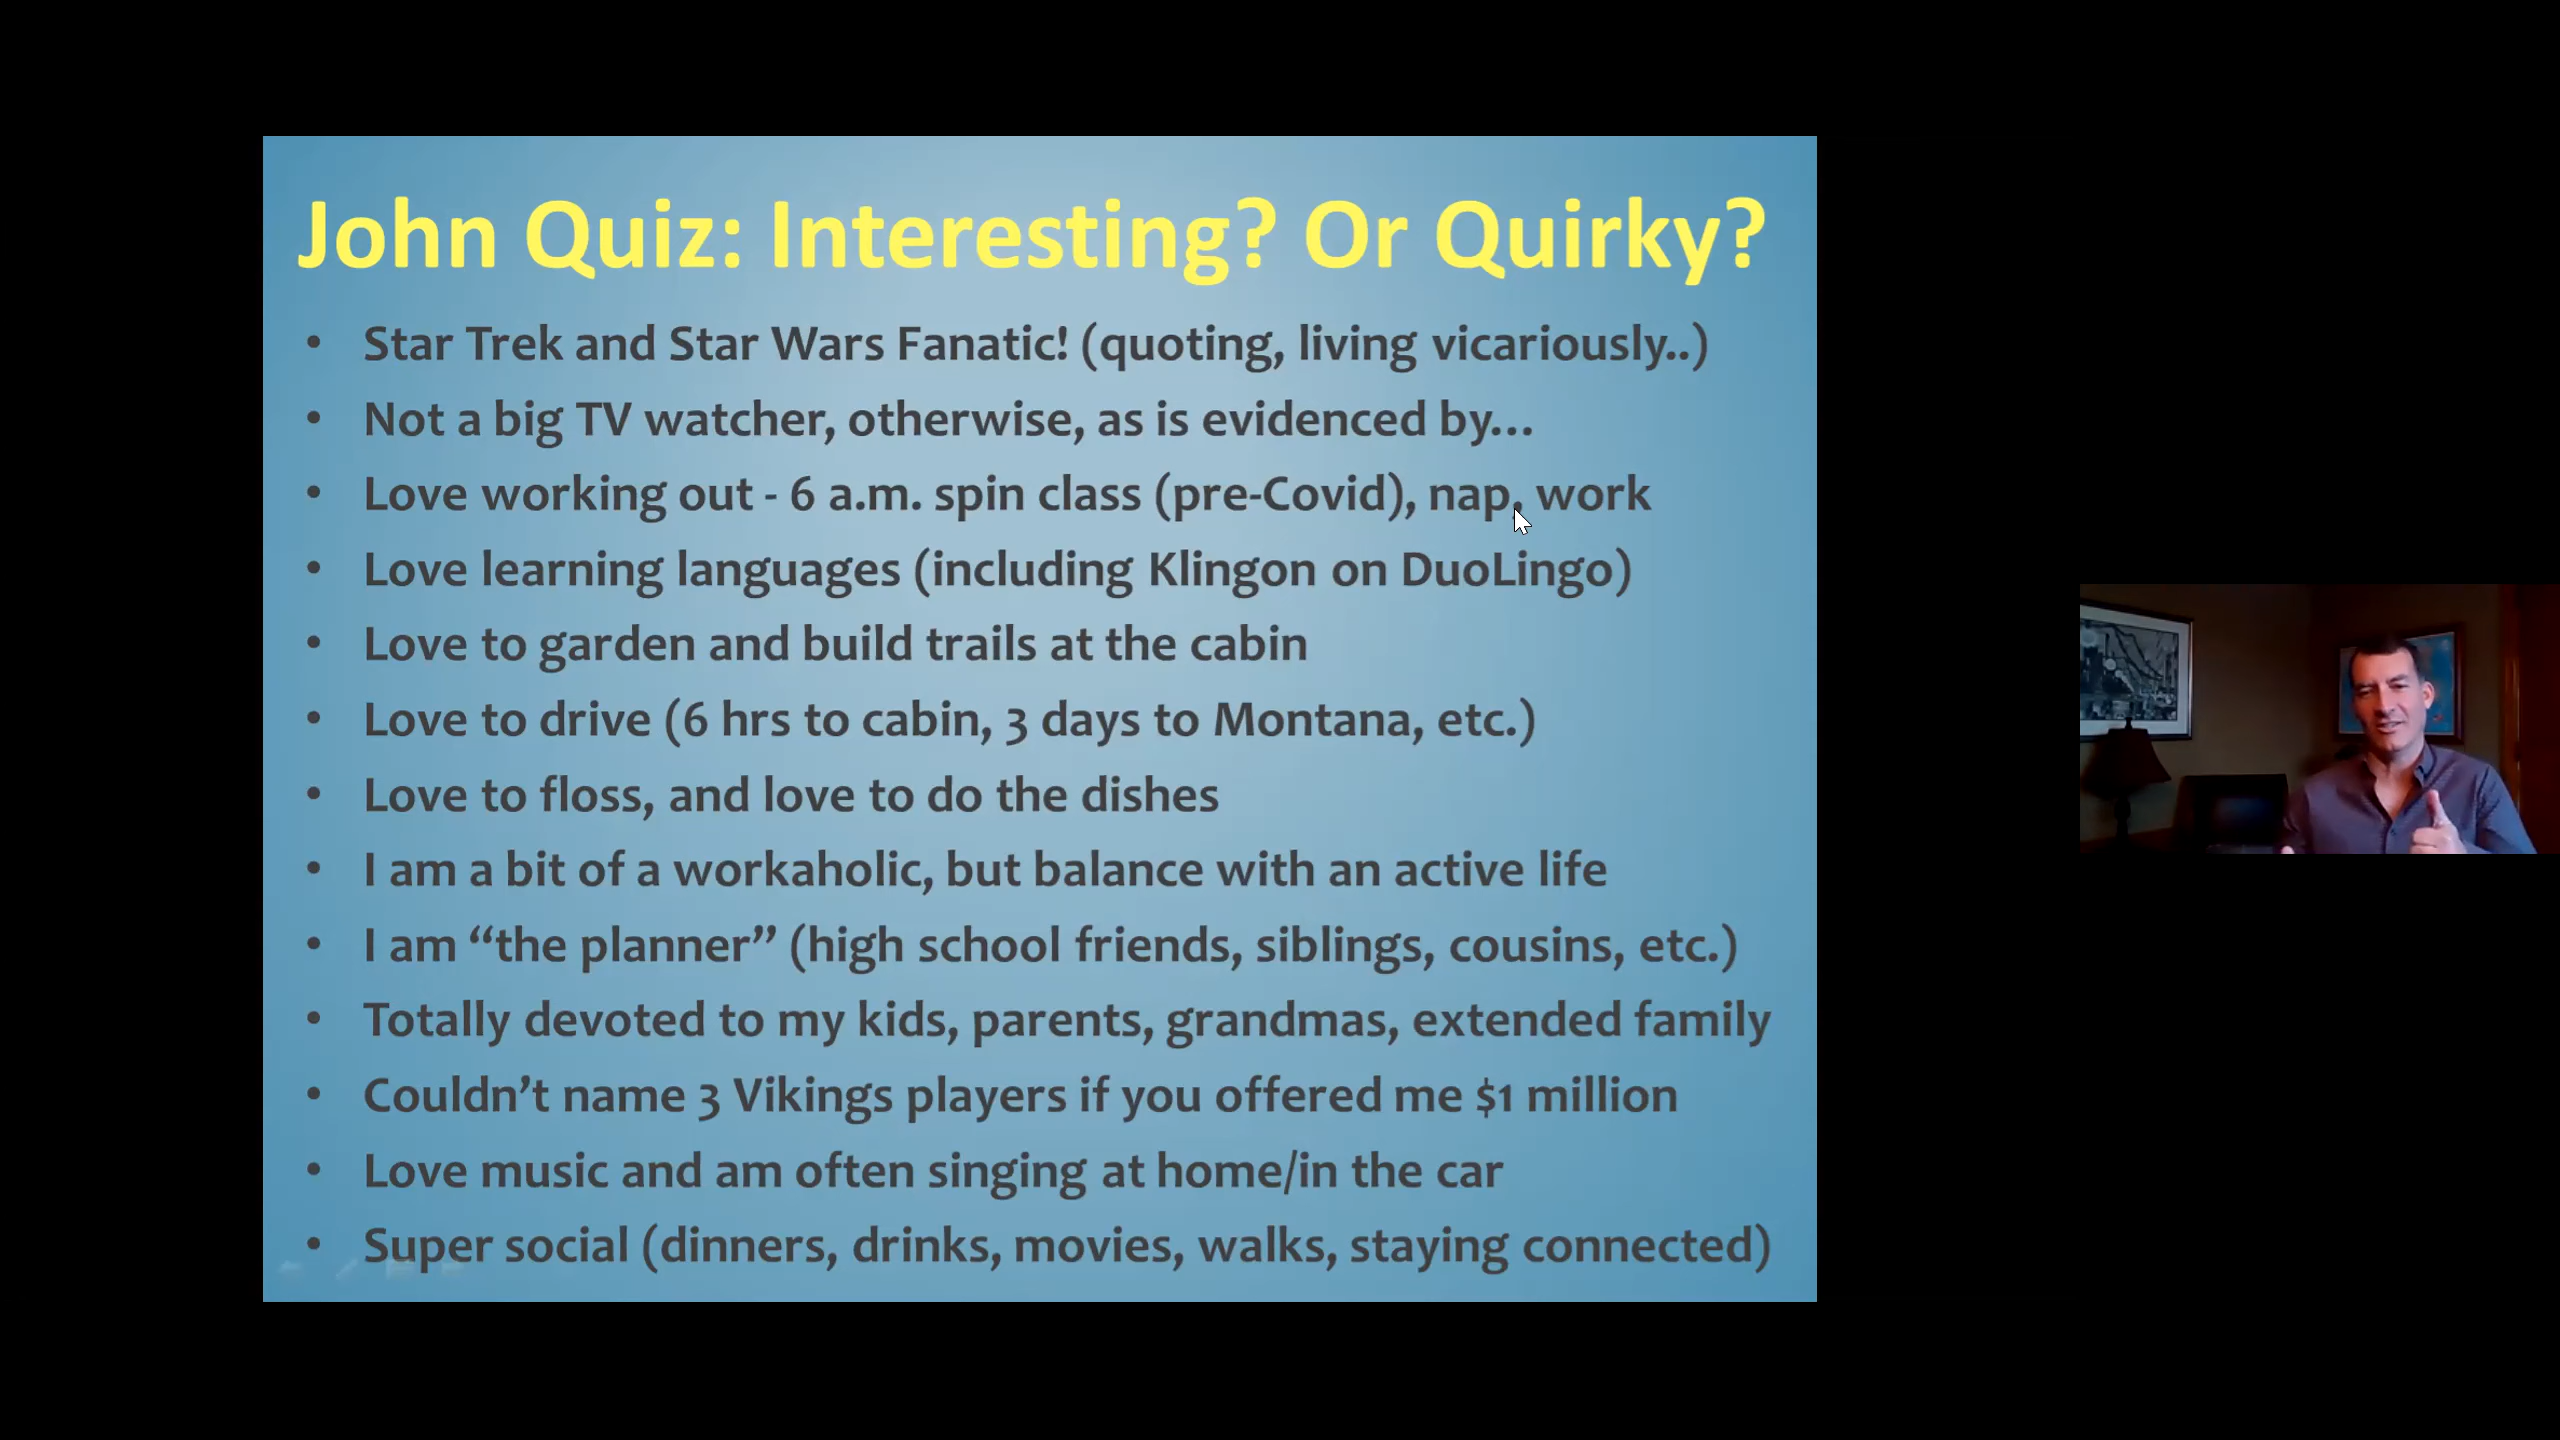 John Quiz: Interesting? Or Quirky?
• Star Trek and Star Wars Fanatic! (quoting, living vicariously..)
• Not a big TV watcher, otherwise, as is evidenced by...
• Love working out - 6 a.m. spin class (pre-Covid), nap, work
• Love learning languages (including Klingon on DuoLingo)
• Love to garden and build trails at the cabin
• Love to drive (6 hrs to cabin, 3 days to Montana, etc.)
• Love to floss, and love to do the dishes
• I am a bit of a workaholic, but balance with an active life
• I am “the planner” (high school friends, siblings, cousins, etc.)
• Totally devoted to my kids, parents, grandmas, extended family
• Couldn’t name 3 Vikings players if you offered me $1 million
• Love music and am often singing at home/in the car
• Super social (dinners, drinks, movies, walks, staying connected)